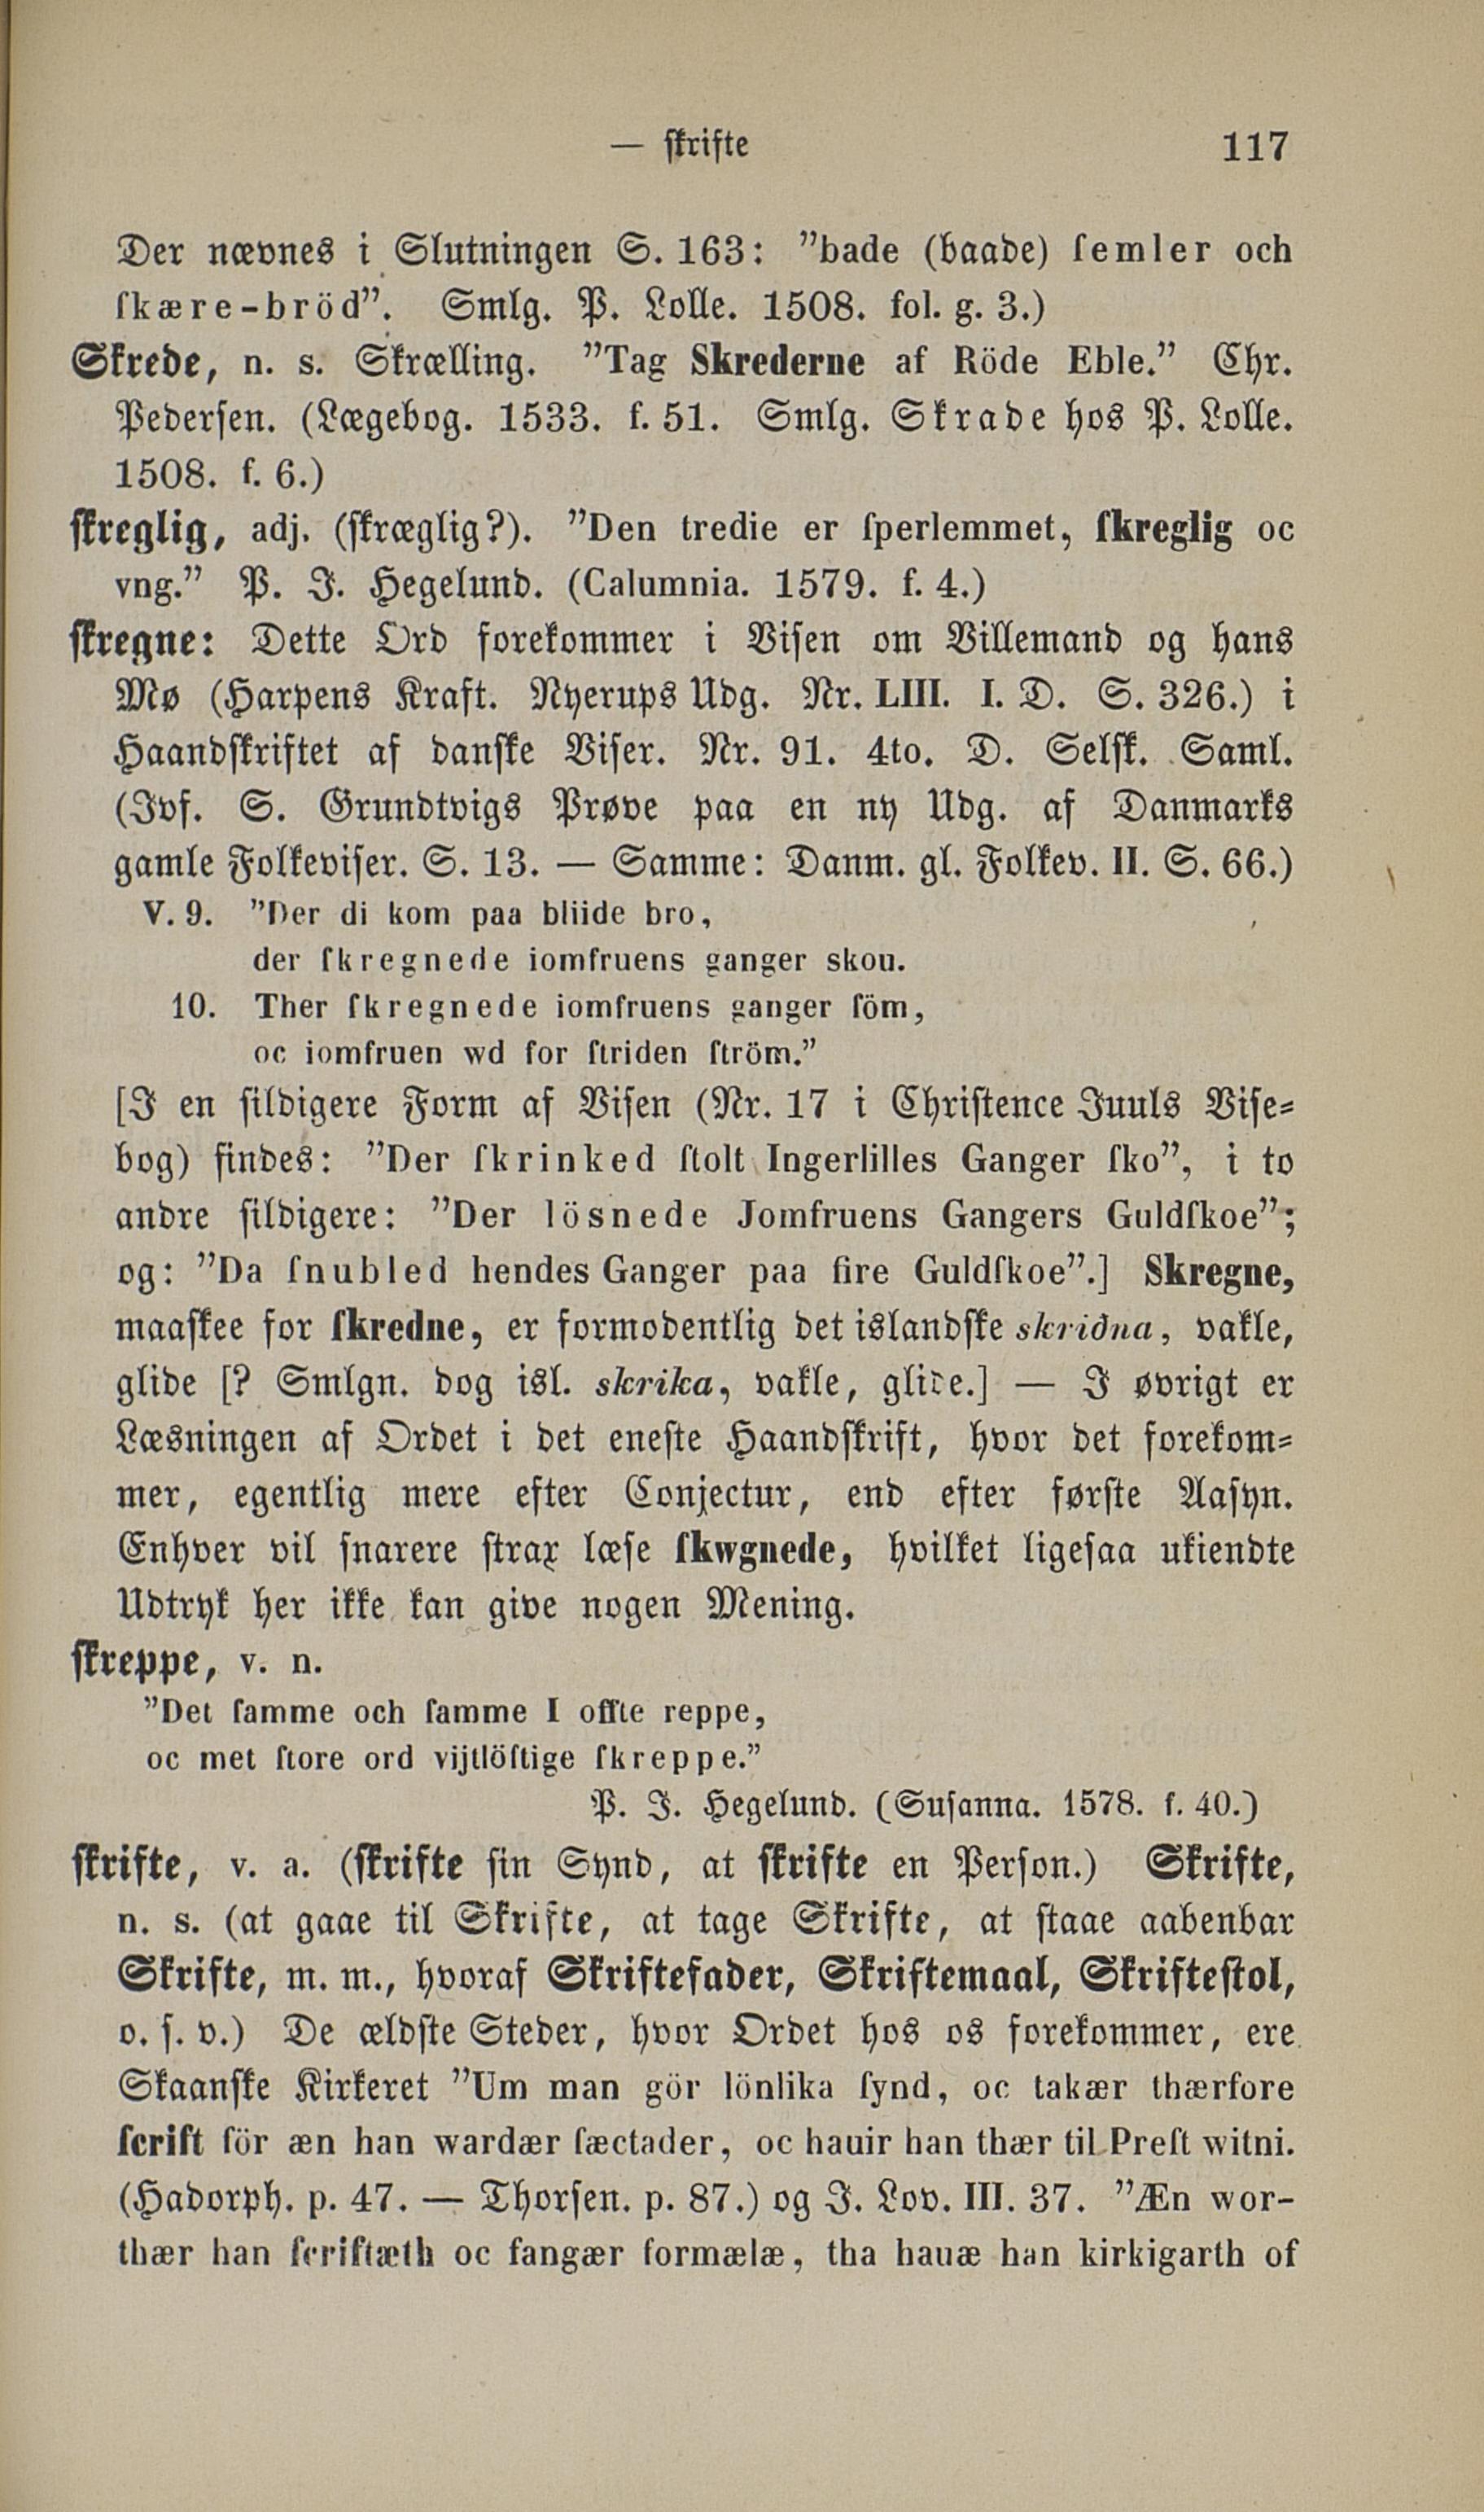 — skrifte 117
Der nævnes i Slutningen S. 163: ”bade (baade) ſemler och
ſkære-bröd”. Smlg. P. Lolle. 1508. fol. g. 3.)
Skrede, n. s. Skrælling. ”Tag Skrederne af Röde Eble.” Chr.
Pederſen. (Lægebog. 1533. f. 51. Smlg. Skrade hos P. Lolle.
1508. f. 6.)
ſkreglig, adj. (ſkræglig?). ”Den tredie er ſperlemmet, ſkreglig oc
vng.” P. J. Hegelund. (Calumnia. 1579. f. 4.)
ſkregne: Dette Ord forekommer i Viſen om Villemand og hans
Mø (Harpens Kraft. Nyerups Udg. Nr. LIII. I. D. S. 326.) i
Haandſkriftet af danſke Viſer. Nr. 91. 4to. D. Selſk. Saml.
(Jvf. S. Grundtvigs Prøve paa en ny Udg. af Danmarks
gamle Folkeviſer. S. 13. — Samme: Danm. gl. Folkev. II. S. 66.)
V. 9. ”Der di kom paa bliide bro,
der ſkregnede iomfruens ganger skou.
10. Ther ſkregnede iomfruens ganger ſöm,
oc iomfruen wd for ſtriden ſtröm.”
[J en ſildigere Form af Viſen (Nr. 17 i Chriſtence Juuls Viſe-
bog) findes: ”Der ſkrinked ſtolt Ingerlilles Ganger ſko”, i to
andre ſildigere: ”Der lösnede Jomfruens Gangers Guldſkoe”;
og: ”Da ſnubled hendes Ganger paa fire Guldſkoe”.] Skregne,
maaſkee for ſkredne, er formodentlig det islandſke skriðna, vakle,
glide [? Smlgn. dog isl. skrika, vakle, glide.] — J øvrigt er
Læsningen af Ordet i det eneſte Haandſkrift, hvor det forekom-
mer, egentlig mere efter Conjectur, end efter førſte Aaſyn.
Enhver vil ſnarere ſtrax læſe ſkwgnede, hvilket ligeſaa ukiendte
Udtryk her ikke kan give nogen Mening.
ſkreppe, v. n.
”Det ſamme och ſamme I offte reppe,
oc met ſtore ord vijtlöftige ſkreppe.”
P. J. Hegelund. (Suſanna. 1578. f. 40.)
ſkrifte, v. a. (ſkrifte ſin Synd, at ſkrifte en Perſon.) Skrifte,
n. s. (at gaae til Skrifte, at tage Skrifte, at ſtaae aabenbar
Skrifte, m. m., hvoraf Skriftefader, Skriftemaal, Skrifteſtol,
o. ſ. v.) De ældſte Steder, hvor Ordet hos os forekommer, ere
Skaanſke Kirkeret ”Um man gör lönlika ſynd, oc takær thærfore
ſcrift för æn han wardær ſæctader, oc hauir han thær til Preſt witni.
(Hadorph. p. 47. — Thorſen. p. 87.) og J. Lov. III. 37. ”Æn wor-
thær han ſcriftæth oc fangær formælæ, tha hauæ han kirkigarth of